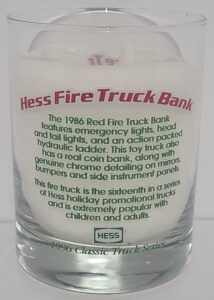 Hess Fire Truck Bank
The 1986 Red Fire Truck Bank
features emergency lights, head
and tail lights, and an action packed
hydraulic ladder. This toy truck also
has a real coin bank, along with
genuine chrome detailing on mirrors,
bumpers and side instrument panels.
This fire truck is the sixteenth in a series
of Hess holiday promotional trucks
and is extremely popular with
children and adults.
HESS
1996 Classic Truck Series